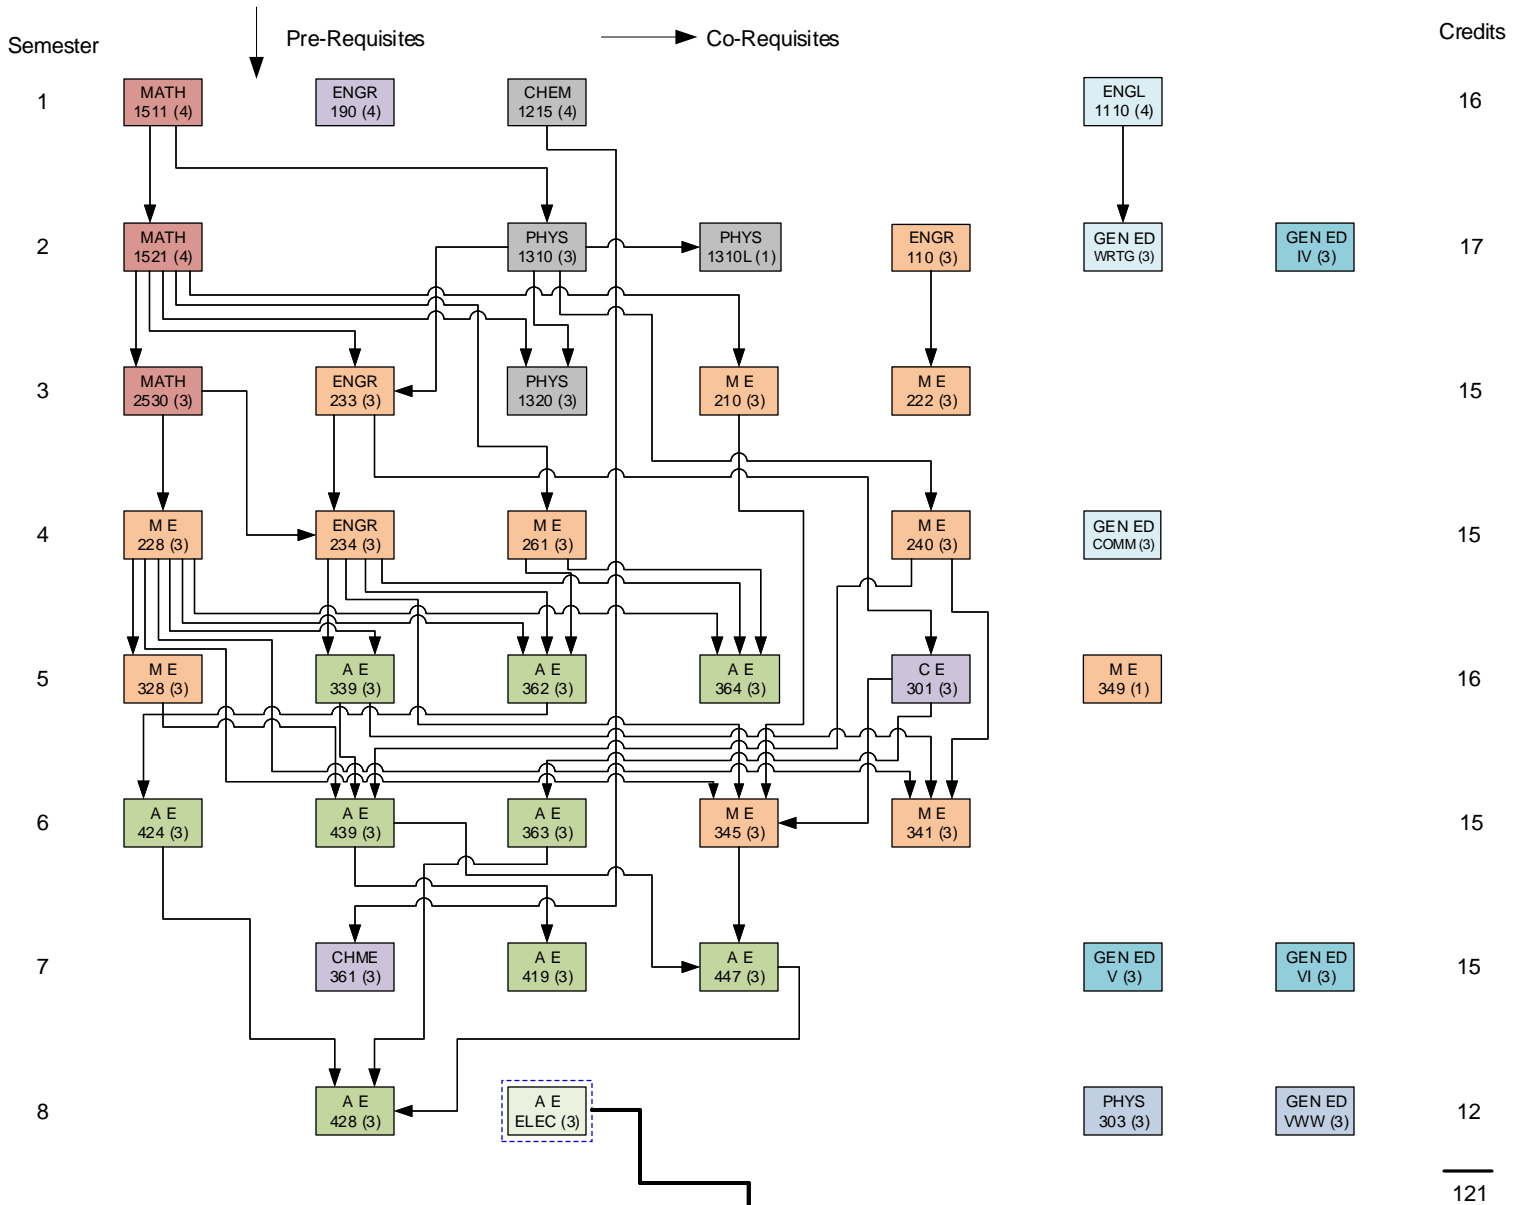 Semester
Pre-Requisites
Co-Requisites
Credits
1
MATH
1511 (4)
ENGR
190 (4)
CHEM
1215 (4)
ENGL
1110 (4)
16
2
MATH
1521 (4)
PHYS
1310 (3)
PHYS
1310L (1)
ENGR
110 (3)
GEN ED
WRTG (3)
GEN ED
IV (3)
17
3
MATH
2530 (3)
ENGR
233 (3)
PHYS
1320 (3)
M E
210 (3)
M E
222 (3)
15
4
M E
228 (3)
ENGR
234 (3)
M E
261 (3)
M E
240 (3)
GEN ED
COMM (3)
15
5
M E
328 (3)
A E
339 (3)
A E
362 (3)
A E
364 (3)
C E
301 (3)
M E
349 (1)
16
6
A E
424 (3)
A E
439 (3)
A E
363 (3)
M E
345 (3)
M E
341 (3)
15
7
CHME
361 (3)
A E
419 (3)
A E
447 (3)
GEN ED
V (3)
GEN ED
VI (3)
15
8
A E
428 (3)
A E
ELEC (3)
PHYS
303 (3)
GEN ED
VWW (3)
12
121